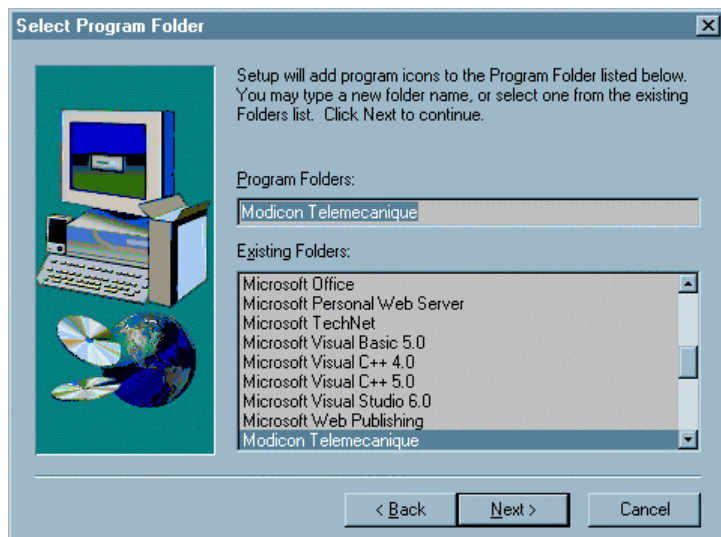 Select Program Folder
Setup will add program icons to the Program Folder listed below.
You may type a new folder name, or select one from the existing
Folders list. Click Next to continue.
Program Folders:
Modicon Telemecanique
Existing Folders:
Microsoft Office
Microsoft Personal Web Server
Microsoft TechNet
Microsoft Visual Basic 5.0
Microsoft Visual C++ 4.0
Microsoft Visual C++ 5.0
Microsoft Visual Studio 6.0
Microsoft Web Publishing
Modicon Telemecanique
< Back
Next >
Cancel